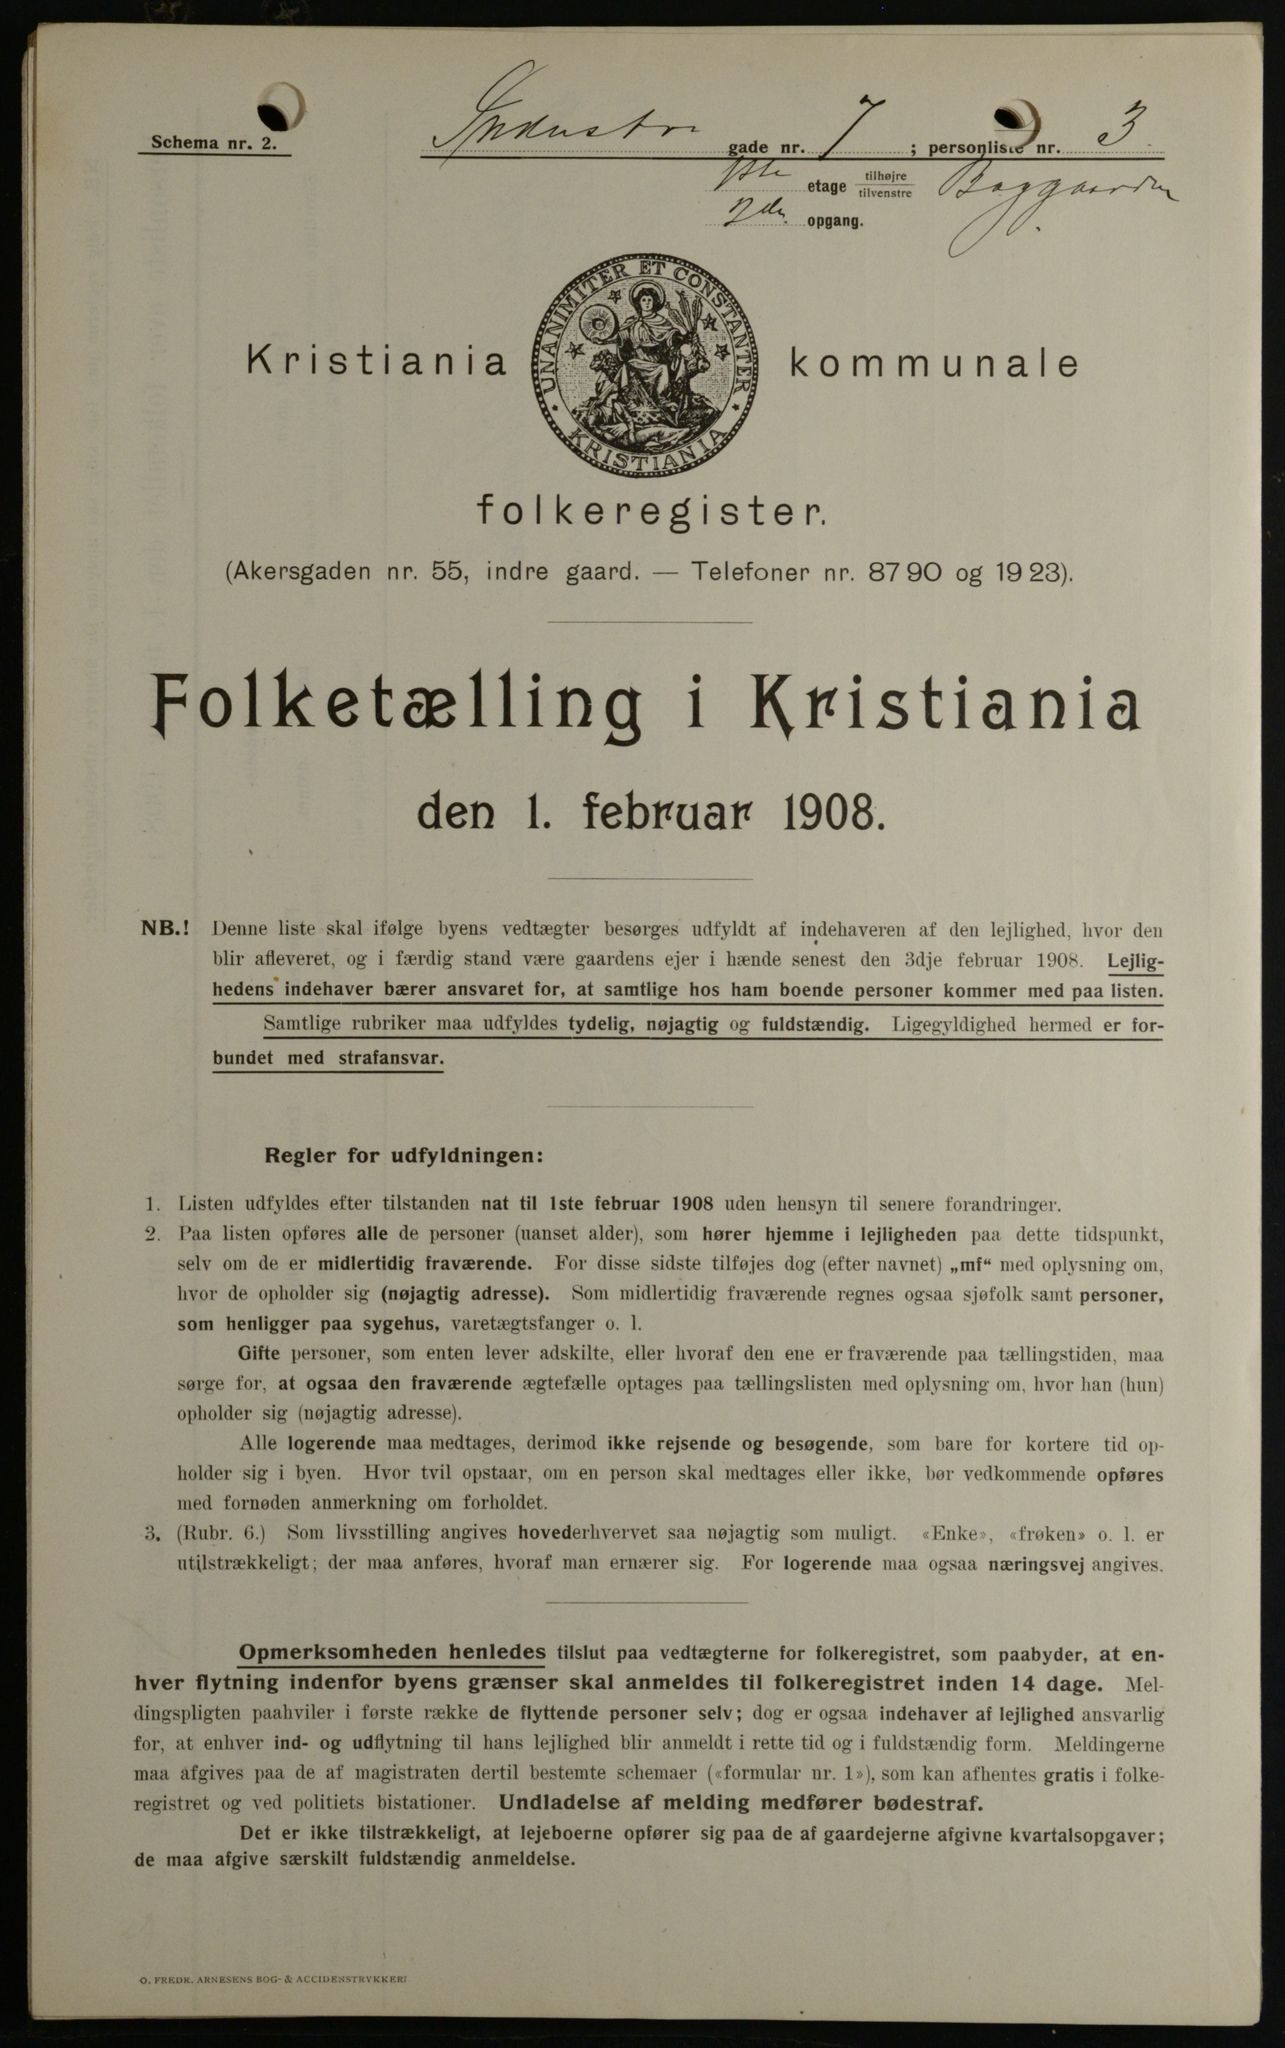 Schema nr. 2.
Industri gade nr. 7 ; personliste nr. 3
1ste etage tilhøjre tilvenstre Baggaarden
2den opgang.
UNANIMITER ET CONSTANTER
KRISTIANIA
Kristiania kommunale
folkeregister.
(Akersgaden nr. 55, indre gaard. — Telefoner nr. 87 90 og 19 23).
Folketælling i Kristiania
den 1. februar 1908.
NB.! Denne liste skal ifølge byens vedtægter besørges udfyldt af indehaveren af den lejlighed, hvor den
blir afleveret, og i færdig stand være gaardens ejer i hænde senest den 3dje februar 1908. Lejlig-
hedens indehaver bærer ansvaret for, at samtlige hos ham boende personer kommer med paa listen.
Samtlige rubriker maa udfyldes tydelig, nøjagtig og fuldstændig. Ligegyldighed hermed er for-
bundet med strafansvar.
Regler for udfyldningen:
1. Listen udfyldes efter tilstanden nat til 1ste februar 1908 uden hensyn til senere forandringer.
2. Paa listen opføres alle de personer (uanset alder), som hører hjemme i lejligheden paa dette tidspunkt,
selv om de er midlertidig fraværende. For disse sidste tilføjes dog (efter navnet) „mf“ med oplysning om,
hvor de opholder sig (nøjagtig adresse). Som midlertidig fraværende regnes ogsaa sjøfolk samt personer,
som henligger paa sygehus, varetægtsfanger o. l.
Gifte personer, som enten lever adskilte, eller hvoraf den ene er fraværende paa tællingstiden, maa
sørge for, at ogsaa den fraværende ægtefælle optages paa tællingslisten med oplysning om, hvor han (hun)
opholder sig (nøjagtig adresse).
Alle logerende maa medtages, derimod ikke rejsende og besøgende, som bare for kortere tid op-
holder sig i byen. Hvor tvil opstaar, om en person skal medtages eller ikke, bør vedkommende opføres
med fornøden anmerkning om forholdet.
3. (Rubr. 6.) Som livsstilling angives hovederhvervet saa nøjagtig som muligt. «Enke», «frøken» o. l. er
utilstrækkeligt; der maa anføres, hvoraf man ernærer sig. For logerende maa ogsaa næringsvej angives.
Opmerksomheden henledes tilslut paa vedtægterne for folkeregistret, som paabyder, at en-
hver flytning indenfor byens grænser skal anmeldes til folkeregistret inden 14 dage. Mel-
dingspligten paahviler i første række de flyttende personer selv; dog er ogsaa indehaver af lejlighed ansvarlig
for, at enhver ind- og udflytning til hans lejlighed blir anmeldt i rette tid og i fuldstændig form. Meldingerne
maa afgives paa de af magistraten dertil bestemte schemaer («formular nr. 1»), som kan afhentes gratis i folke-
registret og ved politiets bistationer. Undladelse af melding medfører bødestraf.
Det er ikke tilstrækkeligt, at lejeboerne opfører sig paa de af gaardejerne afgivne kvartalsopgaver;
de maa afgive særskilt fuldstændig anmeldelse.
O. FREDR. ARNESENS BOG- & ACCIDENSTRYKKERI